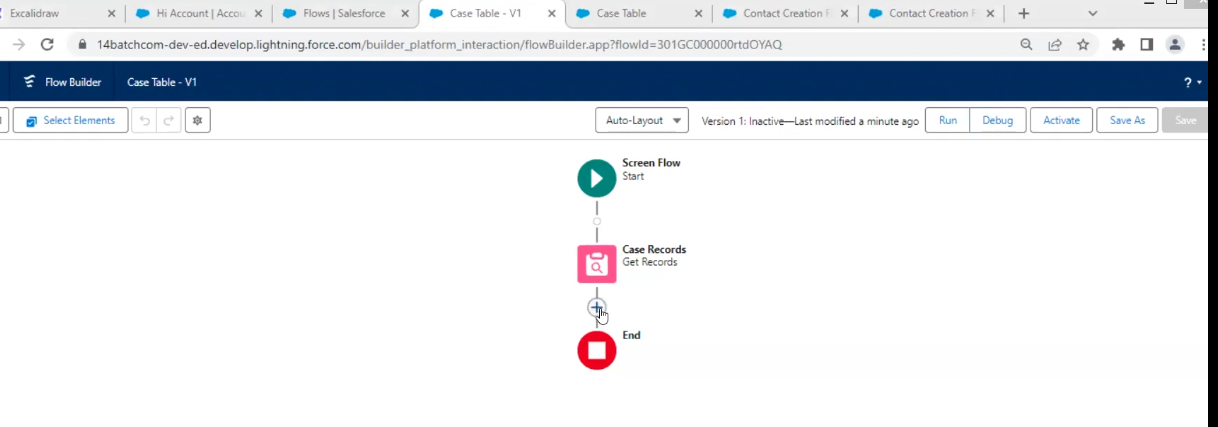 Excalidraw
Hi Account | Accou
Flows | Salesforce
Case Table - V1
Case Table
Contact Creation F
Contact Creation F
14batchcom-dev-ed.develop.lightning.force.com/builder_platform_interaction/flowBuilder.app?flowId=301GC000000rtdOYAQ
Flow Builder
Case Table - V1
?
Select Elements
Auto-Layout
Version 1: Inactive—Last modified a minute ago
Run
Debug
Activate
Save As
Save
Screen Flow
Start
Case Records
Get Records
End